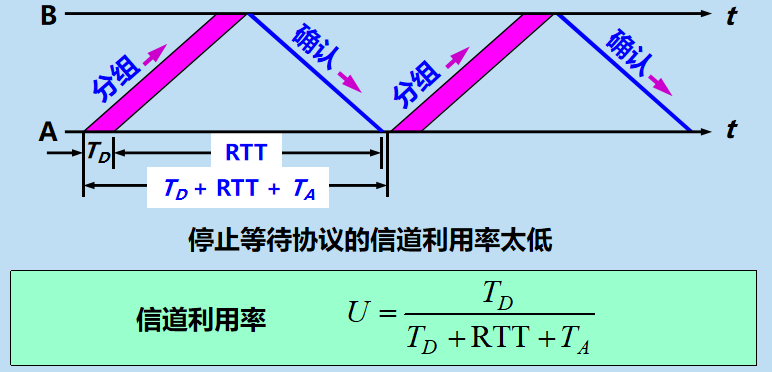 B t
分组 确认 分组 确认
A t
T_D RTT
T_D + RTT + T_A
停止等待协议的信道利用率太低
信道利用率 U = \frac{T_D}{T_D + RTT + T_A}